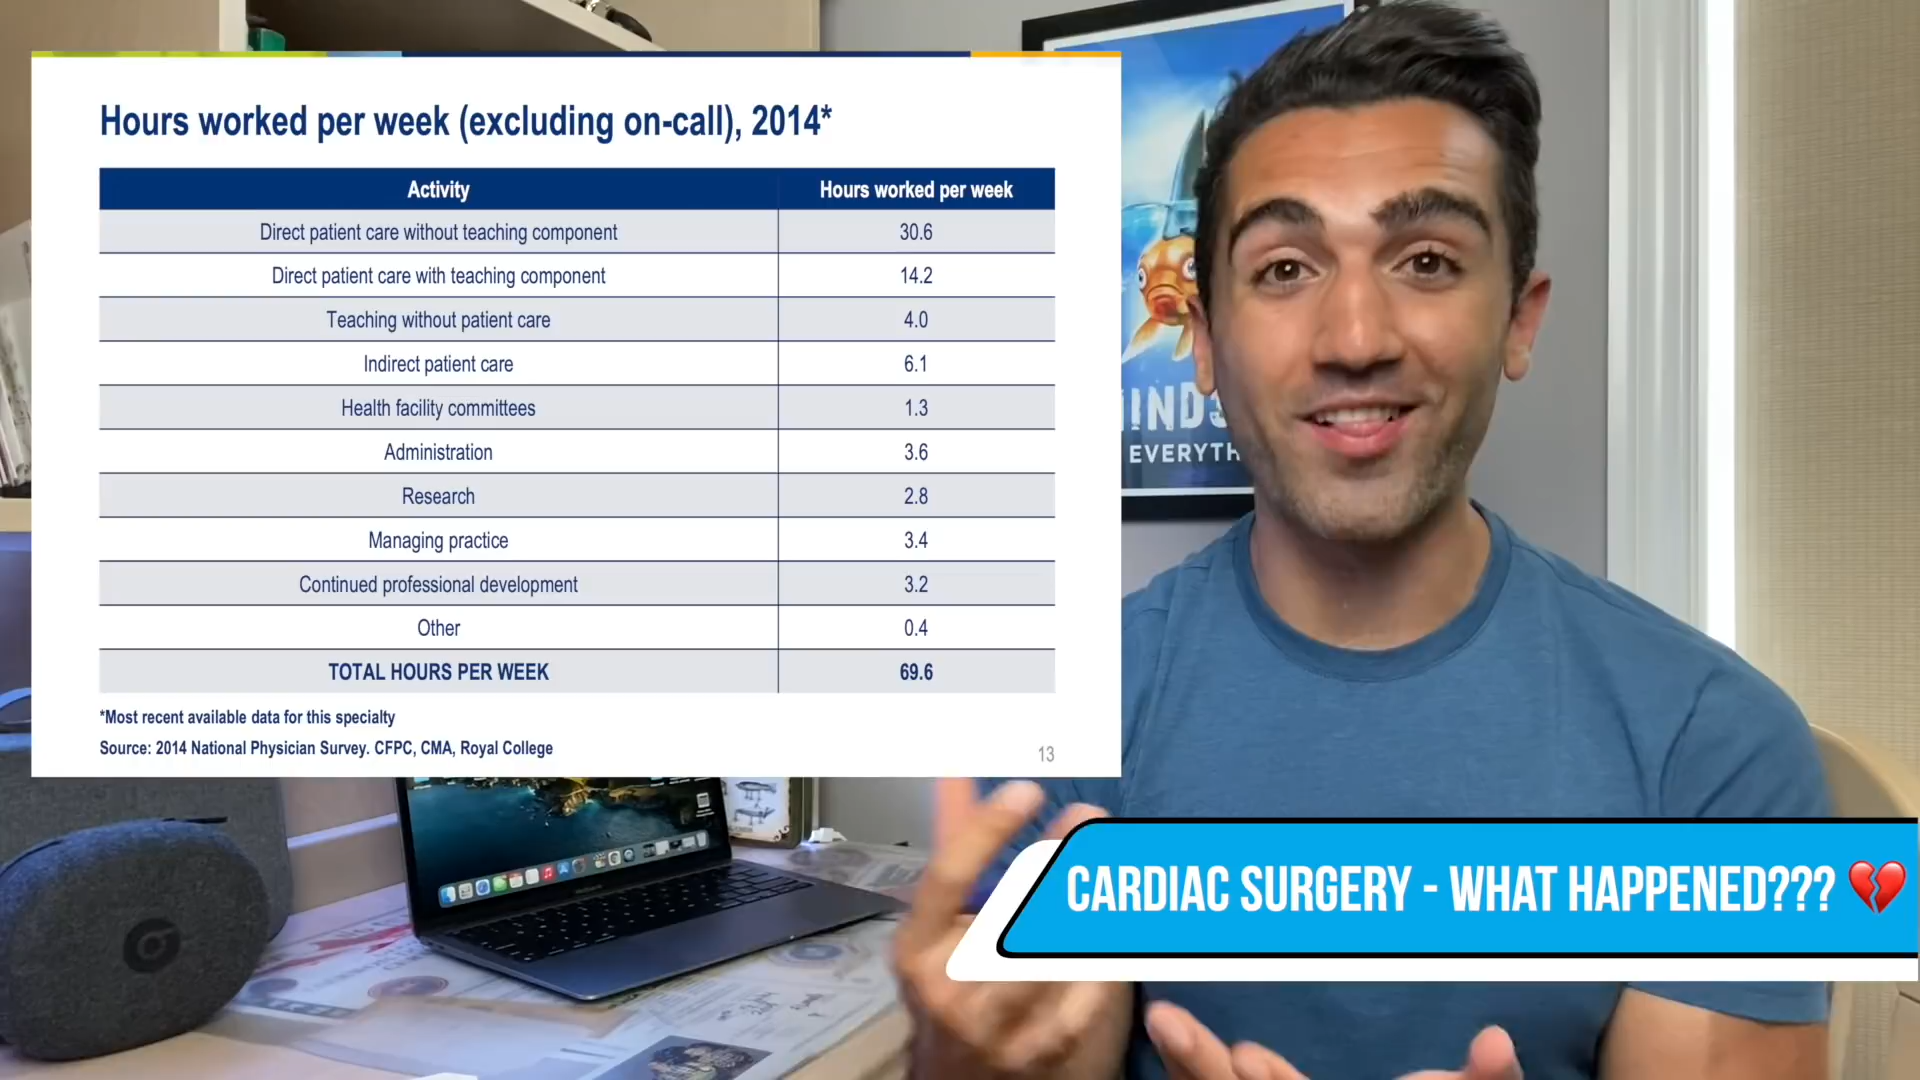 Hours worked per week (excluding on-call), 2014*
Activity Hours worked per week
Direct patient care without teaching component 30.6
Direct patient care with teaching component 14.2
Teaching without patient care 4.0
Indirect patient care 6.1
Health facility committees 1.3
Administration 3.6
Research 2.8
Managing practice 3.4
Continued professional development 3.2
Other 0.4
TOTAL HOURS PER WEEK 69.6
*Most recent available data for this specialty
Source: 2014 National Physician Survey. CFPC, CMA, Royal College
13
EVERYTH
CARDIAC SURGERY - WHAT HAPPENED??? 💔